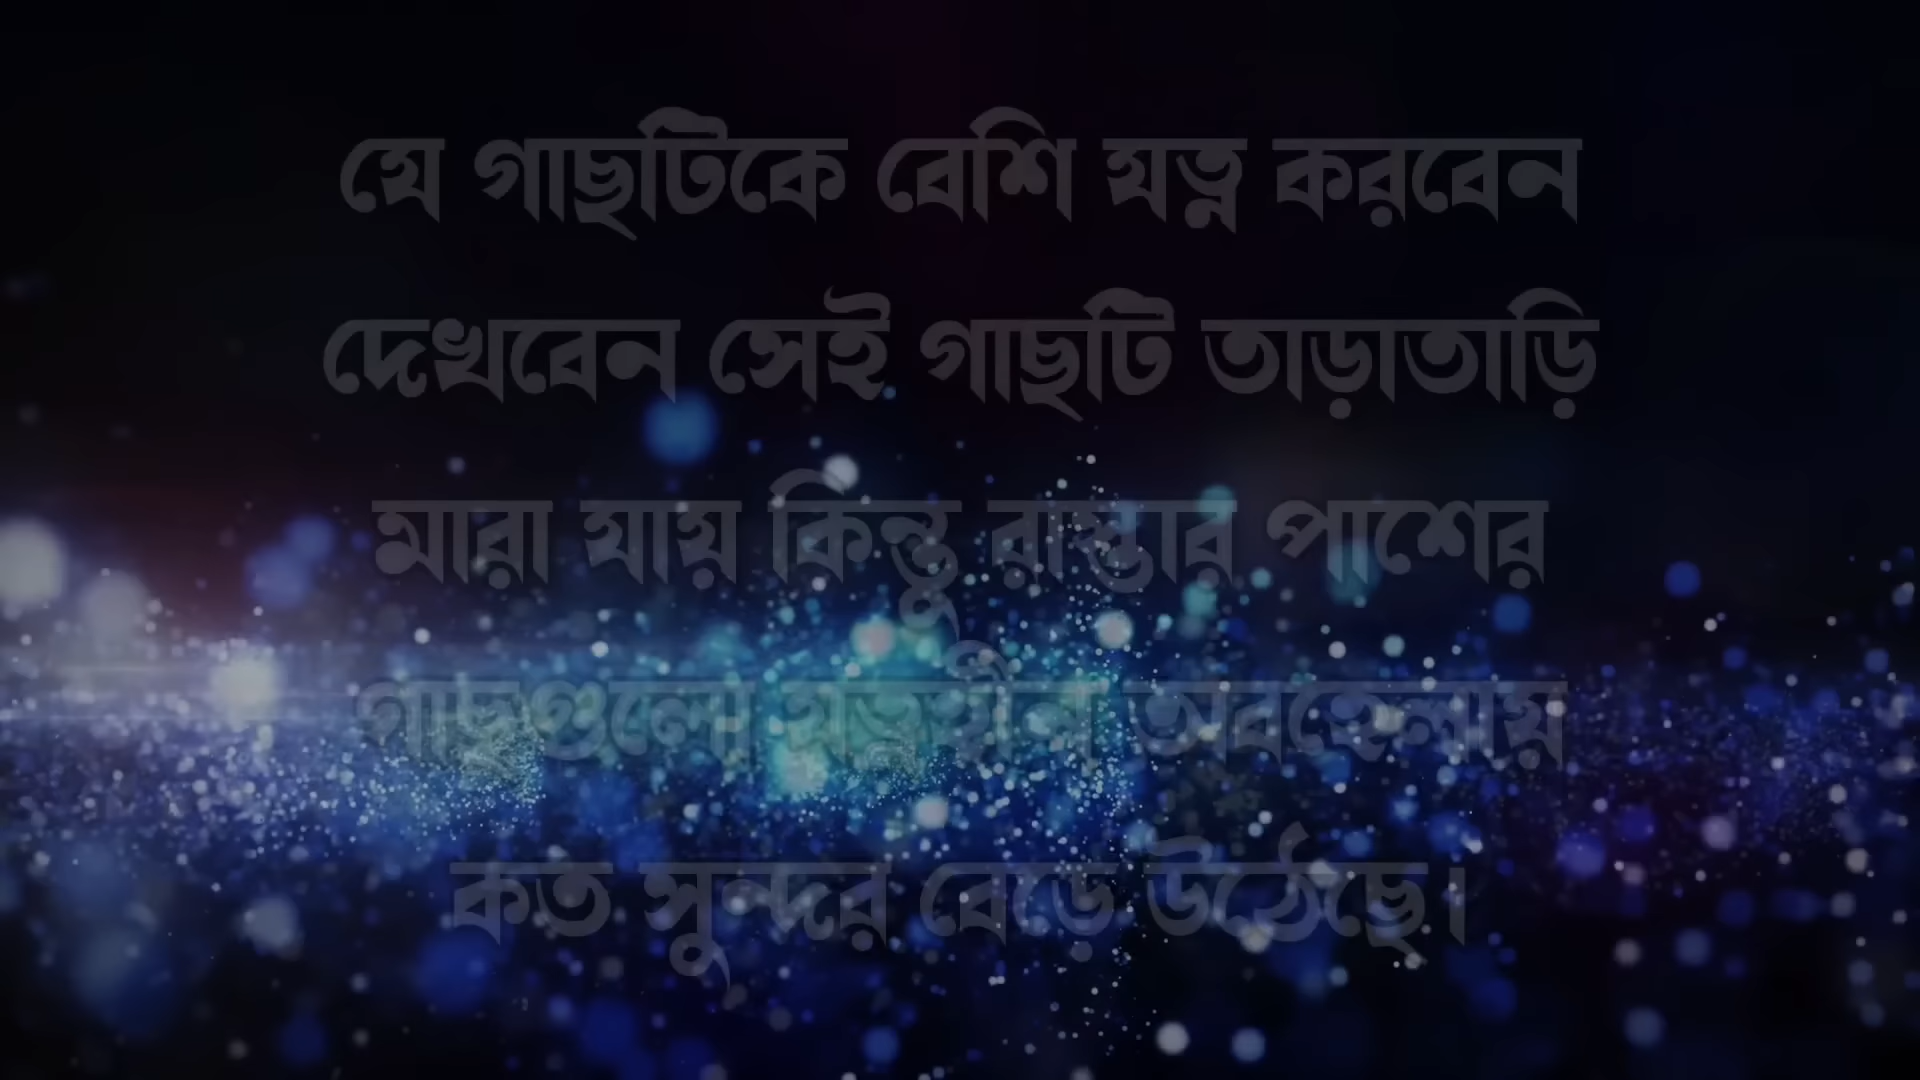 যে গাছটিকে বেশি যত্ন করবেন
দেখবেন সেই গাছটি তাড়াতাড়ি
মারা যায় কিন্তু রাস্তার পাশের
গাছগুলো যত্নহীন অবহেলায়
কত সুন্দর বেড়ে উঠেছে।